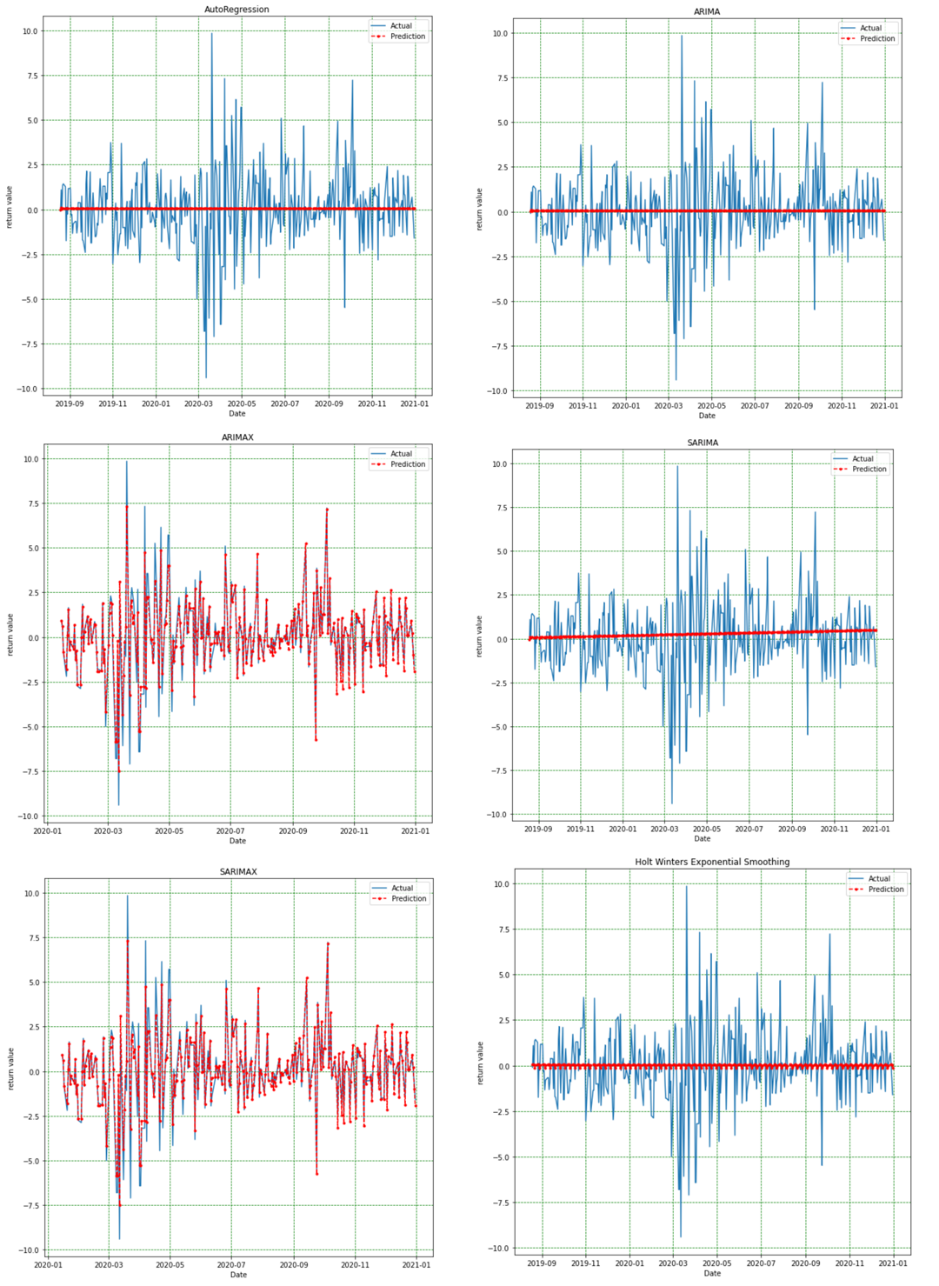 AutoRegression
Actual
Prediction
10.0
7.5
5.0
2.5
0.0
−2.5
−5.0
−7.5
−10.0
return value
2019-09 2019-11 2020-01 2020-03 2020-05 2020-07 2020-09 2020-11 2021-01
Date
ARIMA
Actual
Prediction
10.0
7.5
5.0
2.5
0.0
−2.5
−5.0
−7.5
−10.0
return value
2019-09 2019-11 2020-01 2020-03 2020-05 2020-07 2020-09 2020-11 2021-01
Date
ARIMAX
Actual
Prediction
10.0
7.5
5.0
2.5
0.0
−2.5
−5.0
−7.5
−10.0
return value
2020-01 2020-03 2020-05 2020-07 2020-09 2020-11 2021-01
Date
SARIMA
Actual
Prediction
10.0
7.5
5.0
2.5
0.0
−2.5
−5.0
−7.5
−10.0
return value
2019-09 2019-11 2020-01 2020-03 2020-05 2020-07 2020-09 2020-11 2021-01
Date
SARIMAX
Actual
Prediction
10.0
7.5
5.0
2.5
0.0
−2.5
−5.0
−7.5
−10.0
return value
2020-01 2020-03 2020-05 2020-07 2020-09 2020-11 2021-01
Date
Holt Winters Exponential Smoothing
Actual
Prediction
10.0
7.5
5.0
2.5
0.0
−2.5
−5.0
−7.5
−10.0
return value
2019-09 2019-11 2020-01 2020-03 2020-05 2020-07 2020-09 2020-11 2021-01
Date